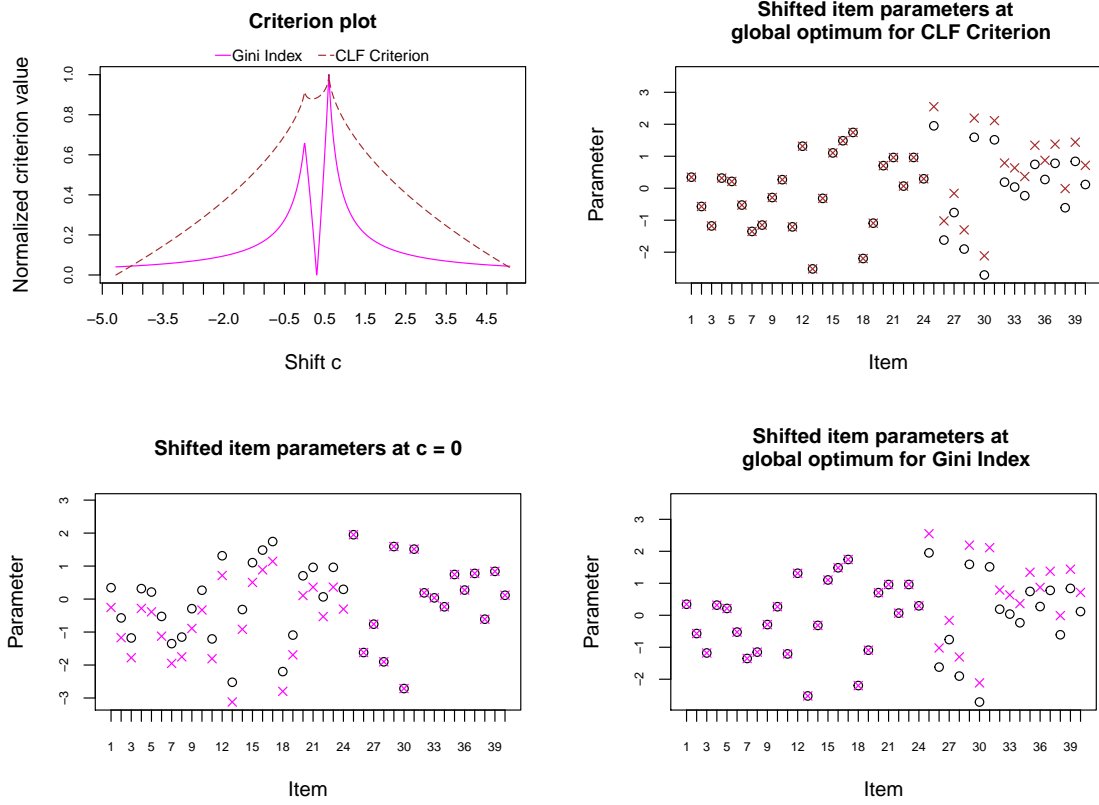 Criterion plot
Gini Index
CLF Criterion
Normalized criterion value
1.0
0.8
0.6
0.4
0.2
0.0
−5.0 −3.5 −1.5 −0.5 0.5 1.5 2.5 3.5 4.5
Shift c
Shifted item parameters at
global optimum for CLF Criterion
Parameter
3
2
1
0
−1
−2
1 3 5 7 9 12 15 18 21 24 27 30 33 36 39
Item
Shifted item parameters at c = 0
Parameter
3
2
1
0
−1
−2
−3
1 3 5 7 9 12 15 18 21 24 27 30 33 36 39
Item
Shifted item parameters at
global optimum for Gini Index
Parameter
3
2
1
0
−1
−2
1 3 5 7 9 12 15 18 21 24 27 30 33 36 39
Item